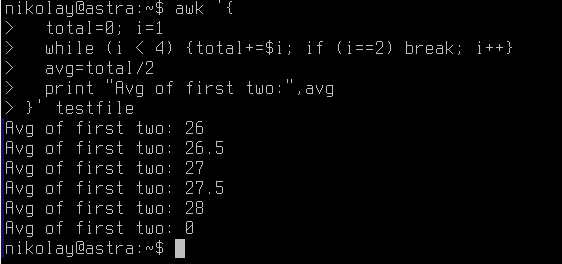 nikolay@astra:~$ awk '{
>   total=0; i=1
>   while (i < 4) {total+=$i; if (i==2) break; i++}
>   avg=total/2
>   print "Avg of first two:",avg
> }' testfile
Avg of first two: 26
Avg of first two: 26.5
Avg of first two: 27
Avg of first two: 27.5
Avg of first two: 28
Avg of first two: 0
nikolay@astra:~$